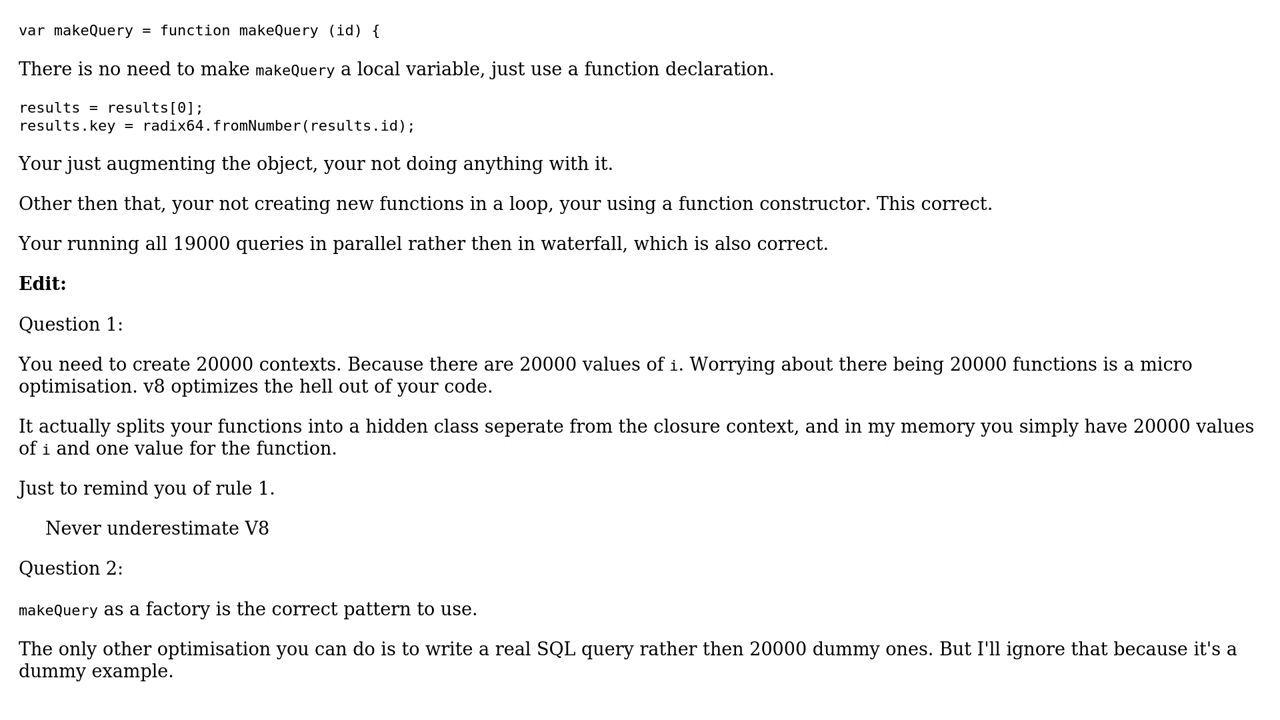 var makeQuery = function makeQuery (id) {
There is no need to make makeQuery a local variable, just use a function declaration.
results = results[0];
results.key = radix64.fromNumber(results.id);
Your just augmenting the object, your not doing anything with it.
Other then that, your not creating new functions in a loop, your using a function constructor. This correct.
Your running all 19000 queries in parallel rather then in waterfall, which is also correct.
Edit:
Question 1:
You need to create 20000 contexts. Because there are 20000 values of i. Worrying about there being 20000 functions is a micro
optimisation. v8 optimizes the hell out of your code.
It actually splits your functions into a hidden class seperate from the closure context, and in my memory you simply have 20000 values
of i and one value for the function.
Just to remind you of rule 1.
Never underestimate V8
Question 2:
makeQuery as a factory is the correct pattern to use.
The only other optimisation you can do is to write a real SQL query rather then 20000 dummy ones. But I'll ignore that because it's a
dummy example.